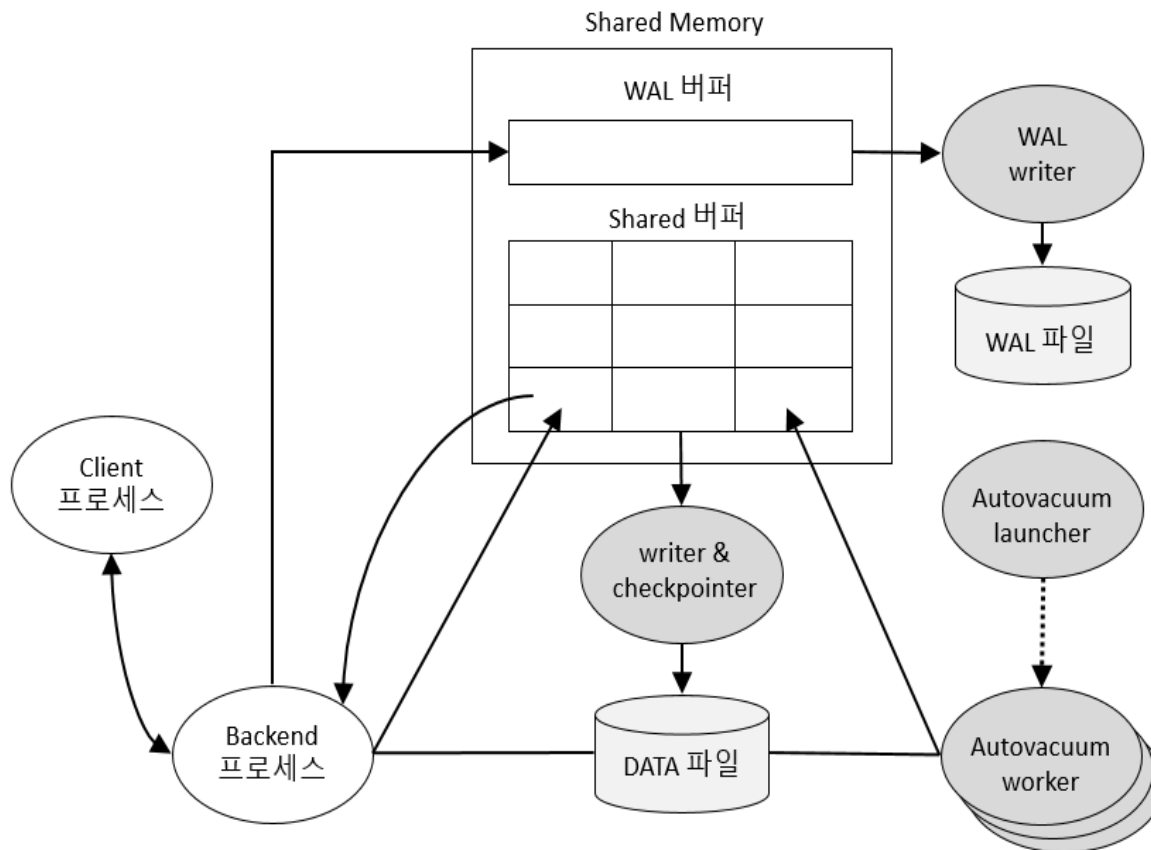 Shared Memory
WAL 버퍼
WAL
writer
Shared 버퍼
WAL 파일
Client
프로세스
Autovacuum
launcher
writer &
checkpointer
Backend
프로세스
DATA 파일
Autovacuum
worker